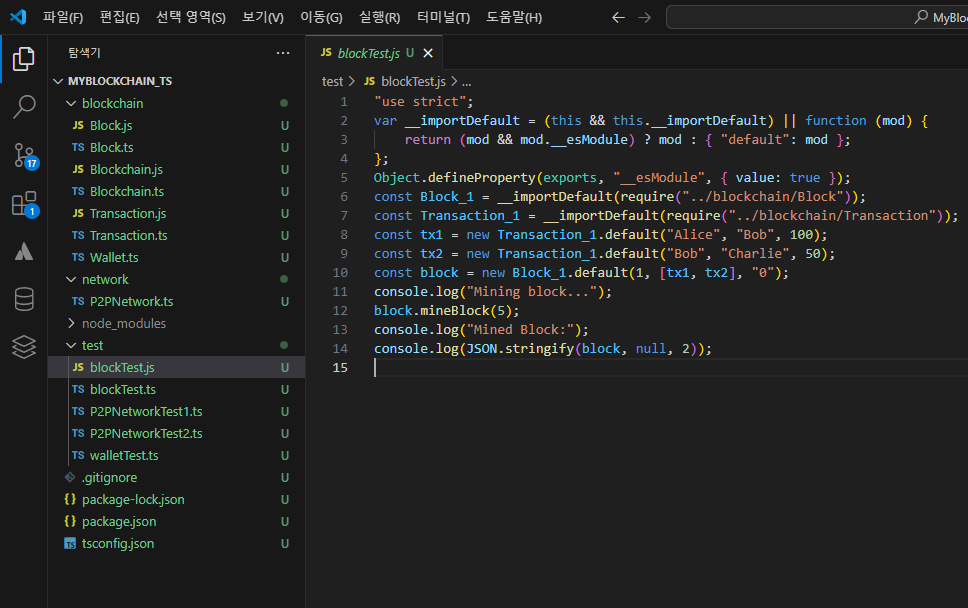 파일(F) 편집(E) 선택 영역(S) 보기(V) 이동(G) 실행(R) 터미널(T) 도움말(H) MyBloc
탐색기 ...
MYBLOCKCHAIN_TS
blockchain
JS Block.js U
TS Block.ts U
JS Blockchain.js U
TS Blockchain.ts U
JS Transaction.js U
TS Transaction.ts U
TS Wallet.ts U
network
TS P2PNetwork.ts U
node_modules
test
JS blockTest.js U
TS blockTest.ts U
TS P2PNetworkTest1.ts U
TS P2PNetworkTest2.ts U
TS walletTest.ts U
.gitignore U
{} package-lock.json U
{} package.json U
TS tsconfig.json U
17
1
JS blockTest.js U
test > JS blockTest.js > ...
1 "use strict";
2 var __importDefault = (this && this.__importDefault) || function (mod) {
3 return (mod && mod.__esModule) ? mod : { "default": mod };
4 };
5 Object.defineProperty(exports, "__esModule", { value: true });
6 const Block_1 = __importDefault(require("../blockchain/Block"));
7 const Transaction_1 = __importDefault(require("../blockchain/Transaction"));
8 const tx1 = new Transaction_1.default("Alice", "Bob", 100);
9 const tx2 = new Transaction_1.default("Bob", "Charlie", 50);
10 const block = new Block_1.default(1, [tx1, tx2], "0");
11 console.log("Mining block...");
12 block.mineBlock(5);
13 console.log("Mined Block:");
14 console.log(JSON.stringify(block, null, 2));
15